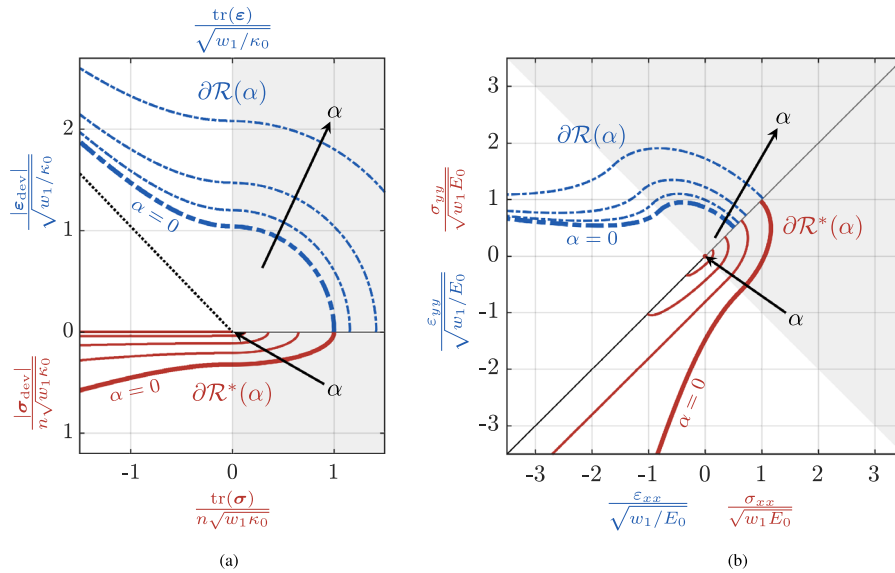 tr(ε)
√w₁/κ₀
∂R(α)
α
|ε_dev|
√w₁/κ₀
α = 0
2
1
0
1
|σ_dev|
n√w₁κ₀
α = 0
∂R*(α)
α
-1
0
1
tr(σ)
n√w₁κ₀
(a)
3
2
1
0
-1
-2
-3
∂R(α)
α
σ_yy
√w₁E₀
α = 0
∂R*(α)
ε_yy
√w₁/E₀
α
α = 0
-3
-2
-1
0
1
2
3
ε_xx
√w₁/E₀
σ_xx
√w₁E₀
(b)